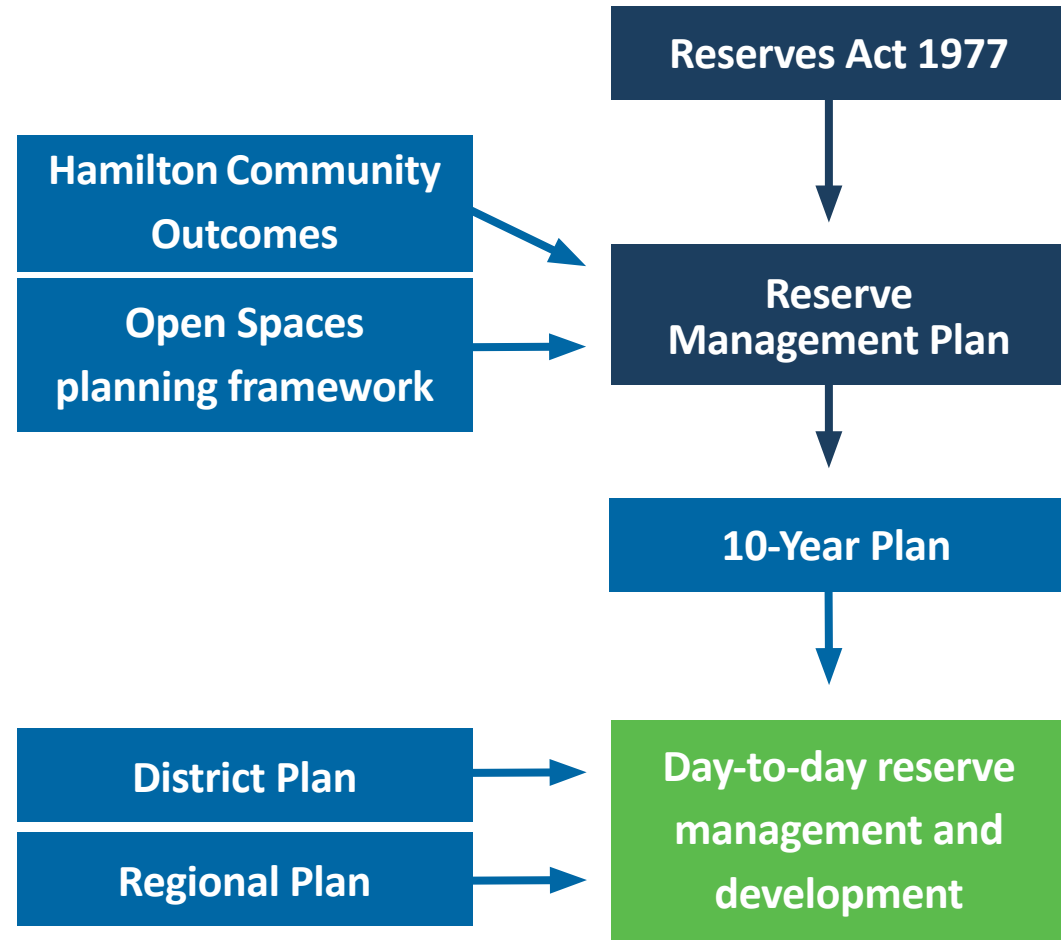 Reserves Act 1977
Hamilton Community
Outcomes
Open Spaces
planning framework
Reserve
Management Plan
10-Year Plan
District Plan
Regional Plan
Day-to-day reserve
management and
development